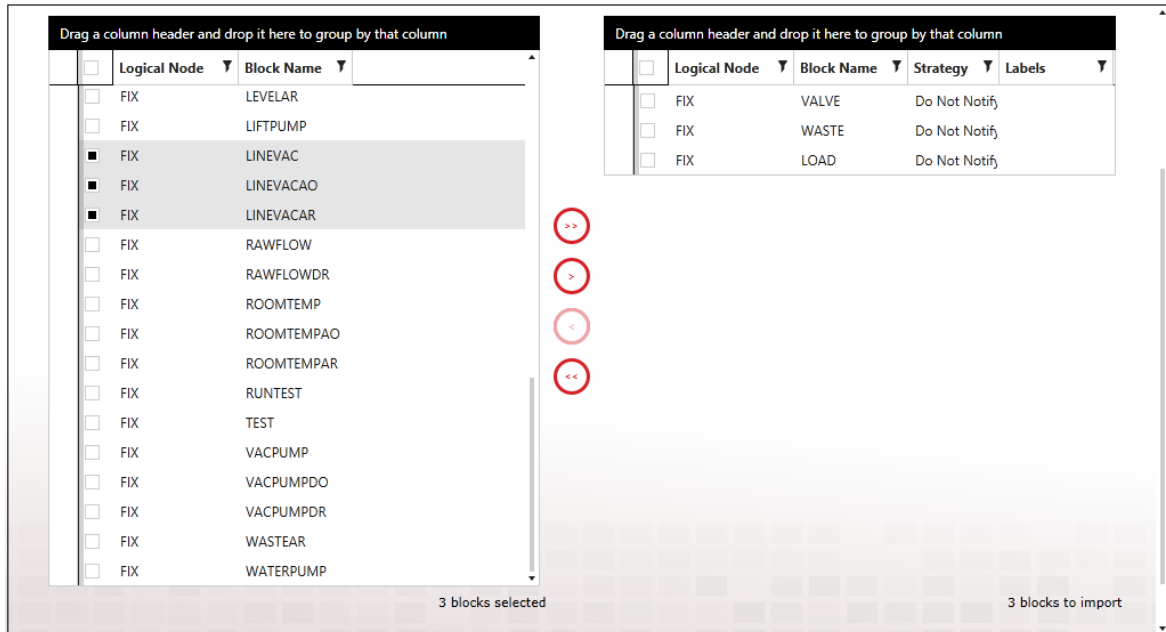 Drag a column header and drop it here to group by that column
Logical Node Block Name
FIX LEVELAR
FIX LIFTPUMP
FIX LINEVAC
FIX LINEVACAO
FIX LINEVACAR
FIX RAWFLOW
FIX RAWFLOWDR
FIX ROOMTEMP
FIX ROOMTEMPAO
FIX ROOMTEMPAR
FIX RUNTEST
FIX TEST
FIX VACPUMP
FIX VACPUMPDO
FIX VACPUMPDR
FIX WASTEAR
FIX WATERPUMP
3 blocks selected
>>
>
<
<<
Drag a column header and drop it here to group by that column
Logical Node Block Name Strategy Labels
FIX VALVE Do Not Notify
FIX WASTE Do Not Notify
FIX LOAD Do Not Notify
3 blocks to import